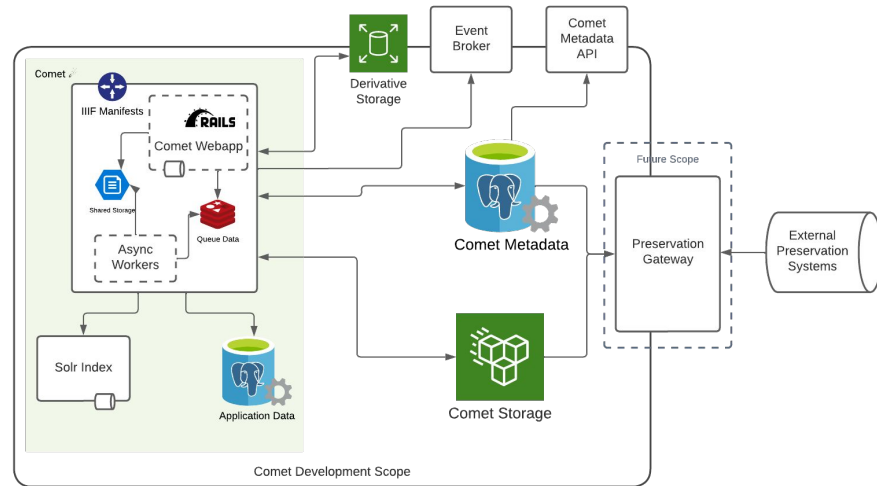 Comet
IIIF Manifests
RAILS
Comet Webapp
Shared Storage
Queue Data
Async
Workers
Solr Index
Application Data
Derivative
Storage
Event
Broker
Comet
Metadata
API
Comet Metadata
Comet Storage
Future Scope
Preservation
Gateway
External
Preservation
Systems
Comet Development Scope